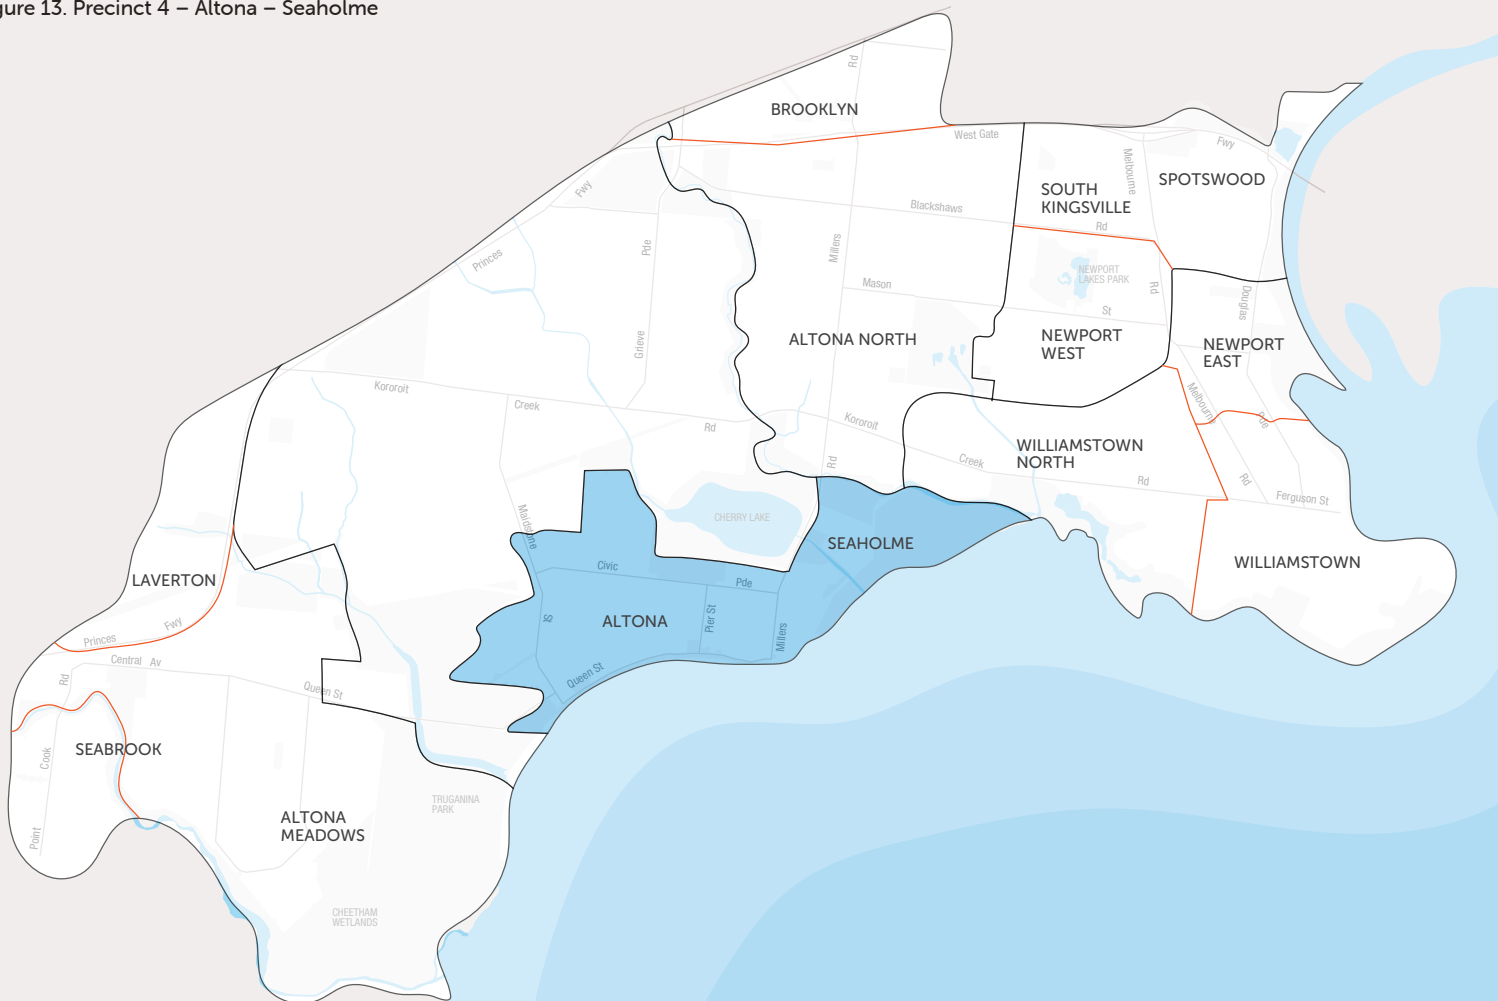 gure 13. Precinct 4 – Altona – Seaholme
Rd
BROOKLYN
West Gate
Fwy
Melbourne
SPOTSWOOD
Fwy
SOUTH
KINGSVILLE
Blackshaws
Rd
Pde
Millers
Princes
NEWPORT
LAKES PARK
Mason
Rd
Douglas
St
ALTONA NORTH
NEWPORT
WEST
NEWPORT
EAST
Grieve
Kororoit
Creek
Rd
Kororoit
Melbourne
Pde
WILLIAMSTOWN
NORTH
Creek
Rd
Rd
Rd
Ferguson St
CHERRY LAKE
Maidstone
SEAHOLME
Civic
Pde
WILLIAMSTOWN
LAVERTON
St
ALTONA
Pier St
Millers
Princes
Fwy
Central Av
Rd
Queen St
Queen St
SEABROOK
Cook
TRUGANINA
PARK
ALTONA
MEADOWS
Point
CHEETHAM
WETLANDS